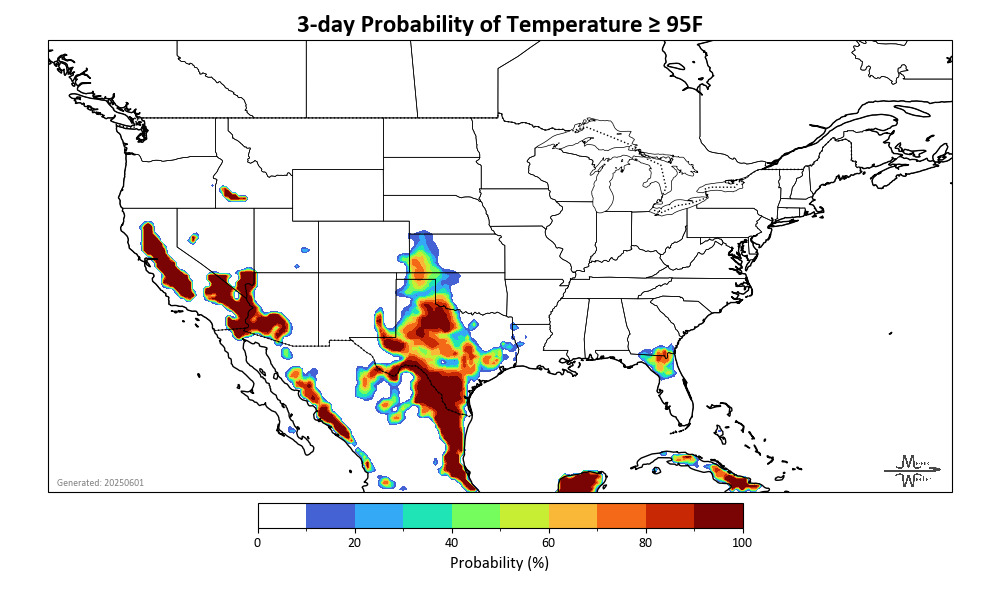 3-day Probability of Temperature ≥ 95F
Generated: 20250601
0 20 40 60 80 100
Probability (%)